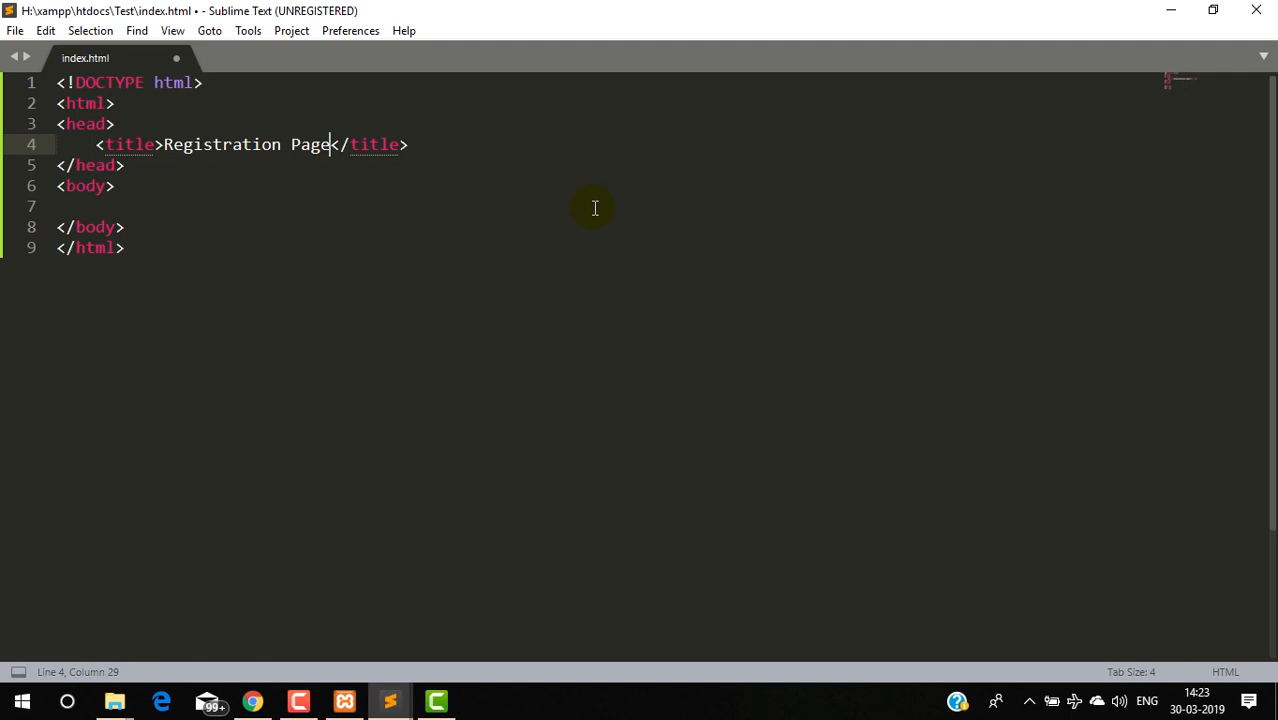 H:\xampp\htdocs\Test\index.html • - Sublime Text (UNREGISTERED)
File Edit Selection Find View Goto Tools Project Preferences Help
index.html
1 <!DOCTYPE html>
2 <html>
3 <head>
4 <title>Registration Page</title>
5 </head>
6 <body>
7
8 </body>
9 </html>
Line 4, Column 29 Tab Size: 4 HTML
99+ ENG 14:23
30-03-2019